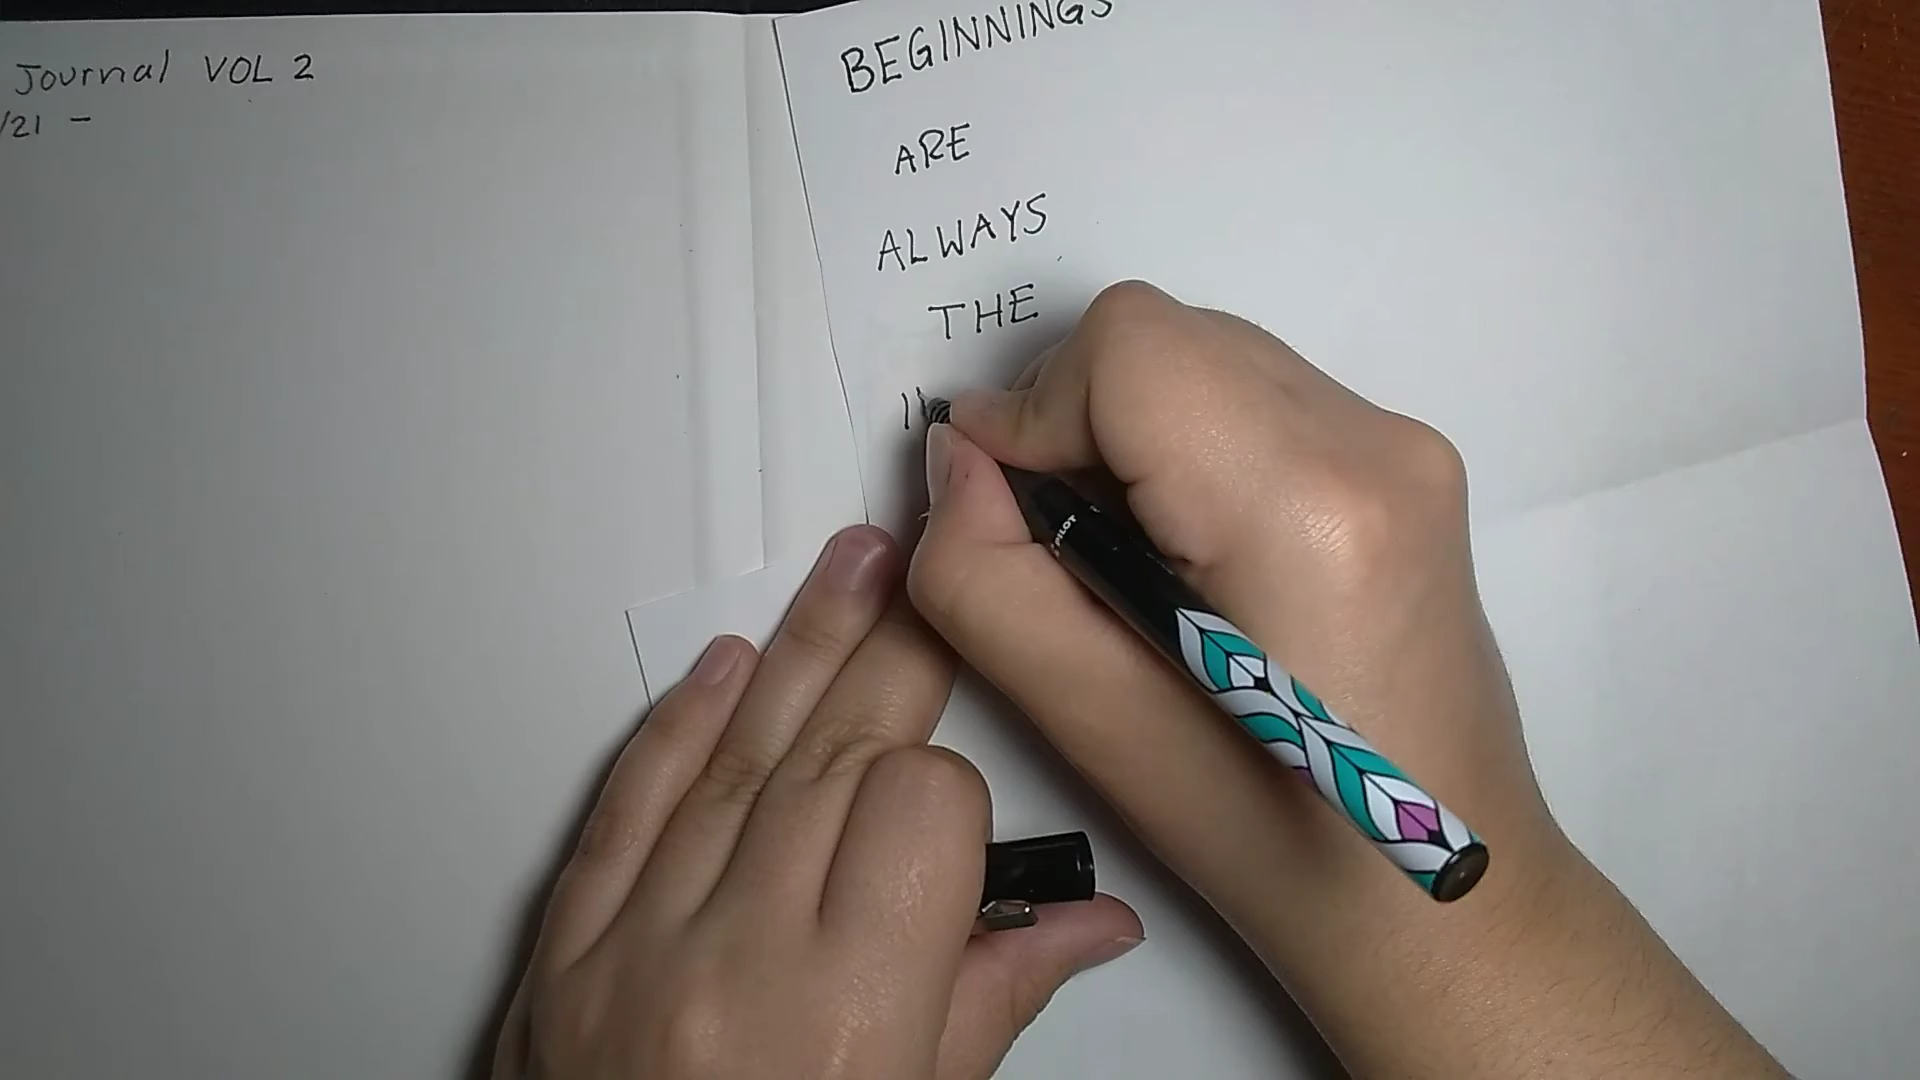 Journal VOL 2
/21 -
BEGINNINGS
ARE
ALWAYS
THE
PILOT